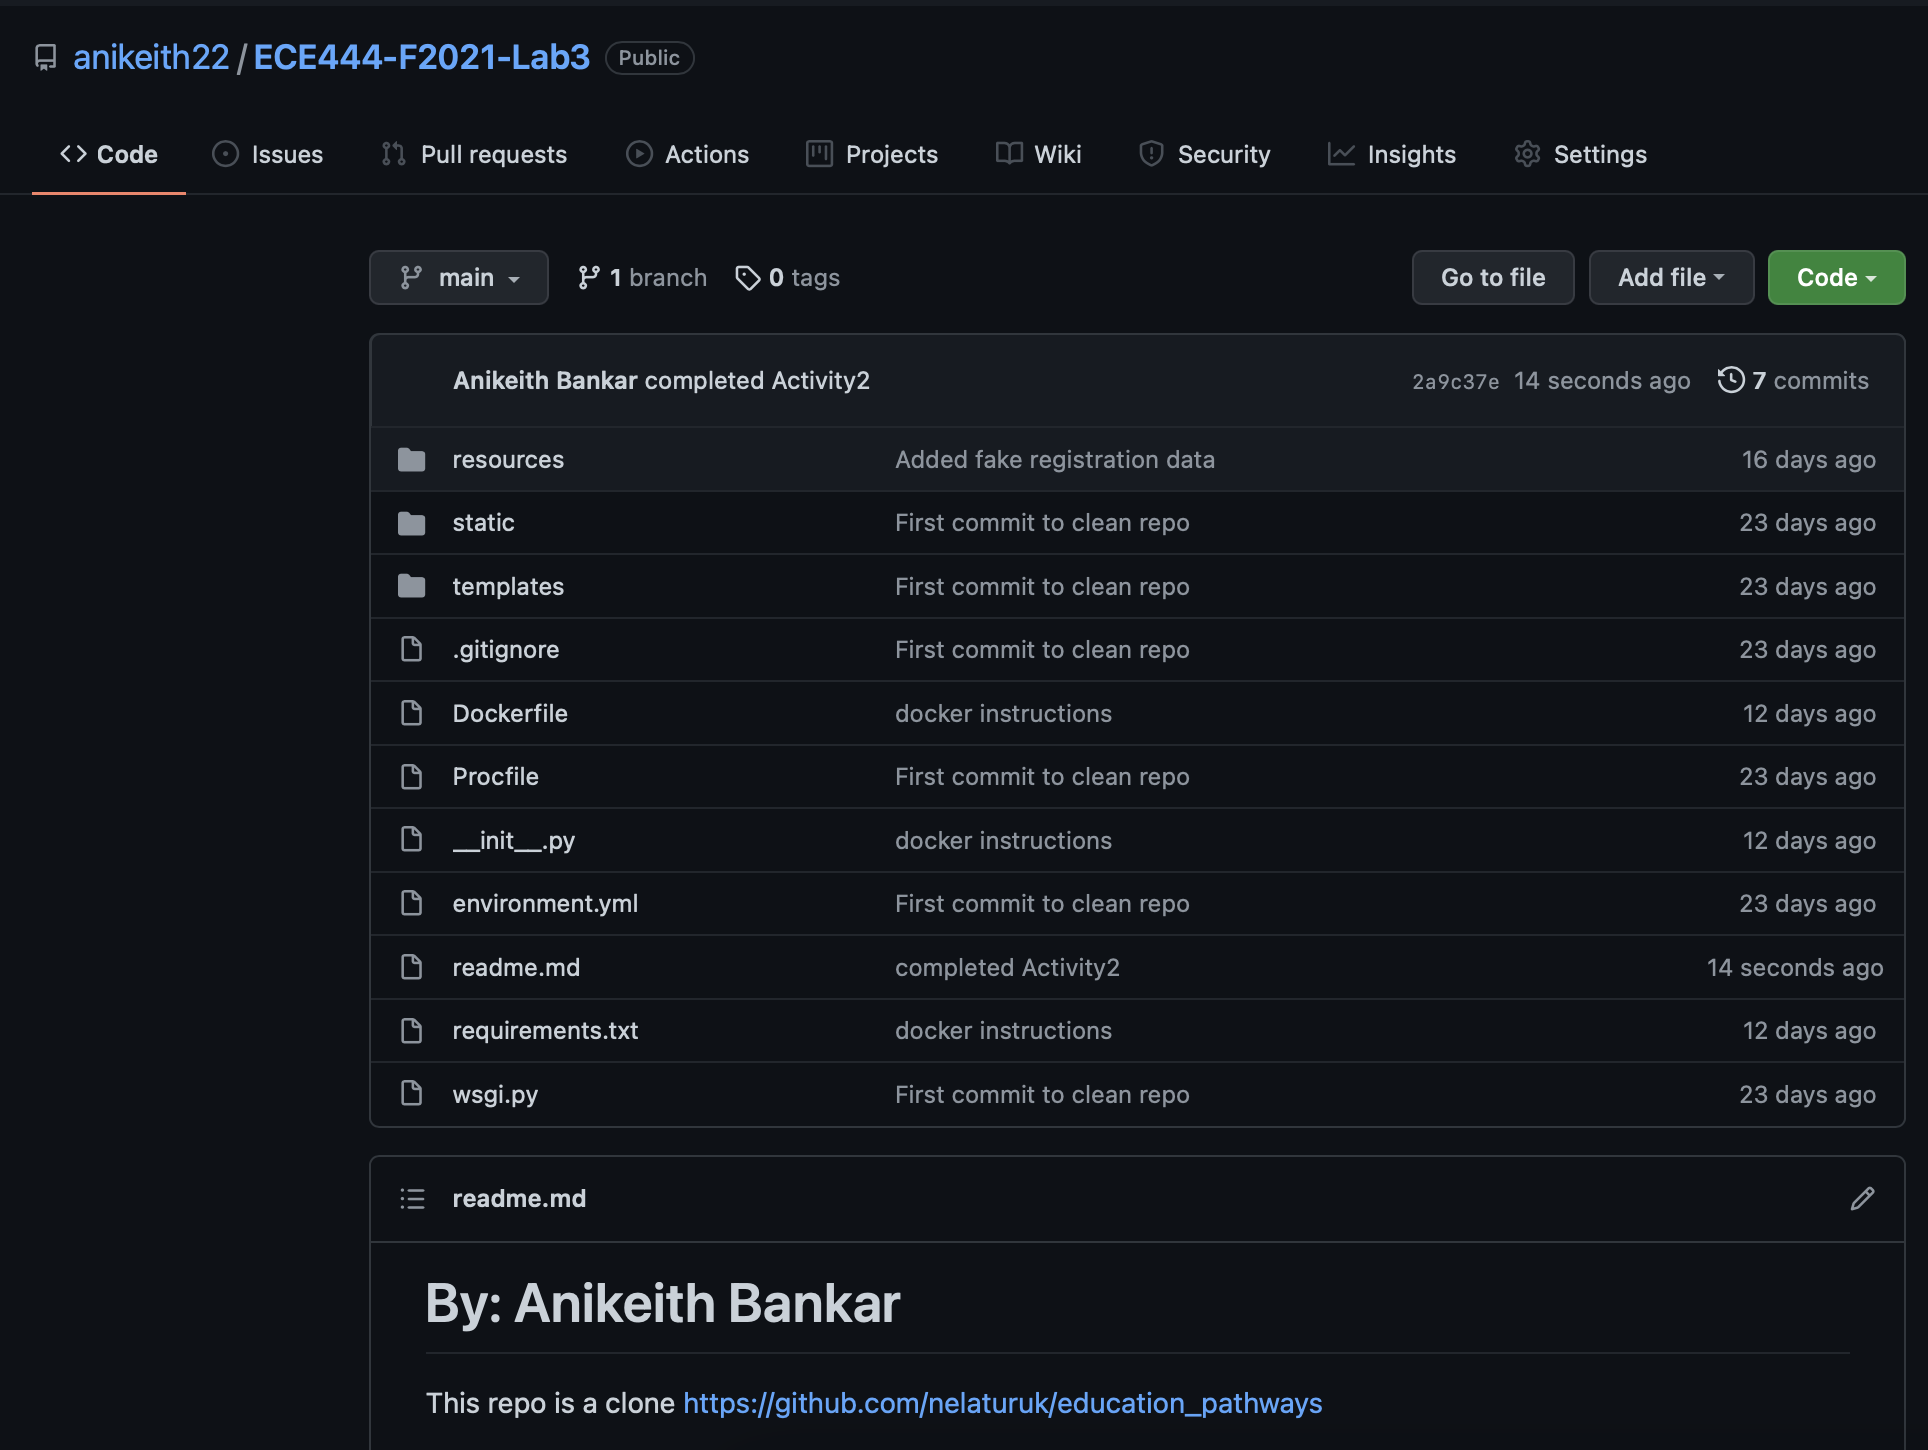 anikeith22 / ECE444-F2021-Lab3 Public
Code Issues Pull requests Actions Projects Wiki Security Insights Settings
main 1 branch 0 tags Go to file Add file Code
Anikeith Bankar completed Activity2 2a9c37e 14 seconds ago 7 commits
resources Added fake registration data 16 days ago
static First commit to clean repo 23 days ago
templates First commit to clean repo 23 days ago
.gitignore First commit to clean repo 23 days ago
Dockerfile docker instructions 12 days ago
Procfile First commit to clean repo 23 days ago
__init__.py docker instructions 12 days ago
environment.yml First commit to clean repo 23 days ago
readme.md completed Activity2 14 seconds ago
requirements.txt docker instructions 12 days ago
wsgi.py First commit to clean repo 23 days ago
readme.md
By: Anikeith Bankar
This repo is a clone https://github.com/nelaturuk/education_pathways